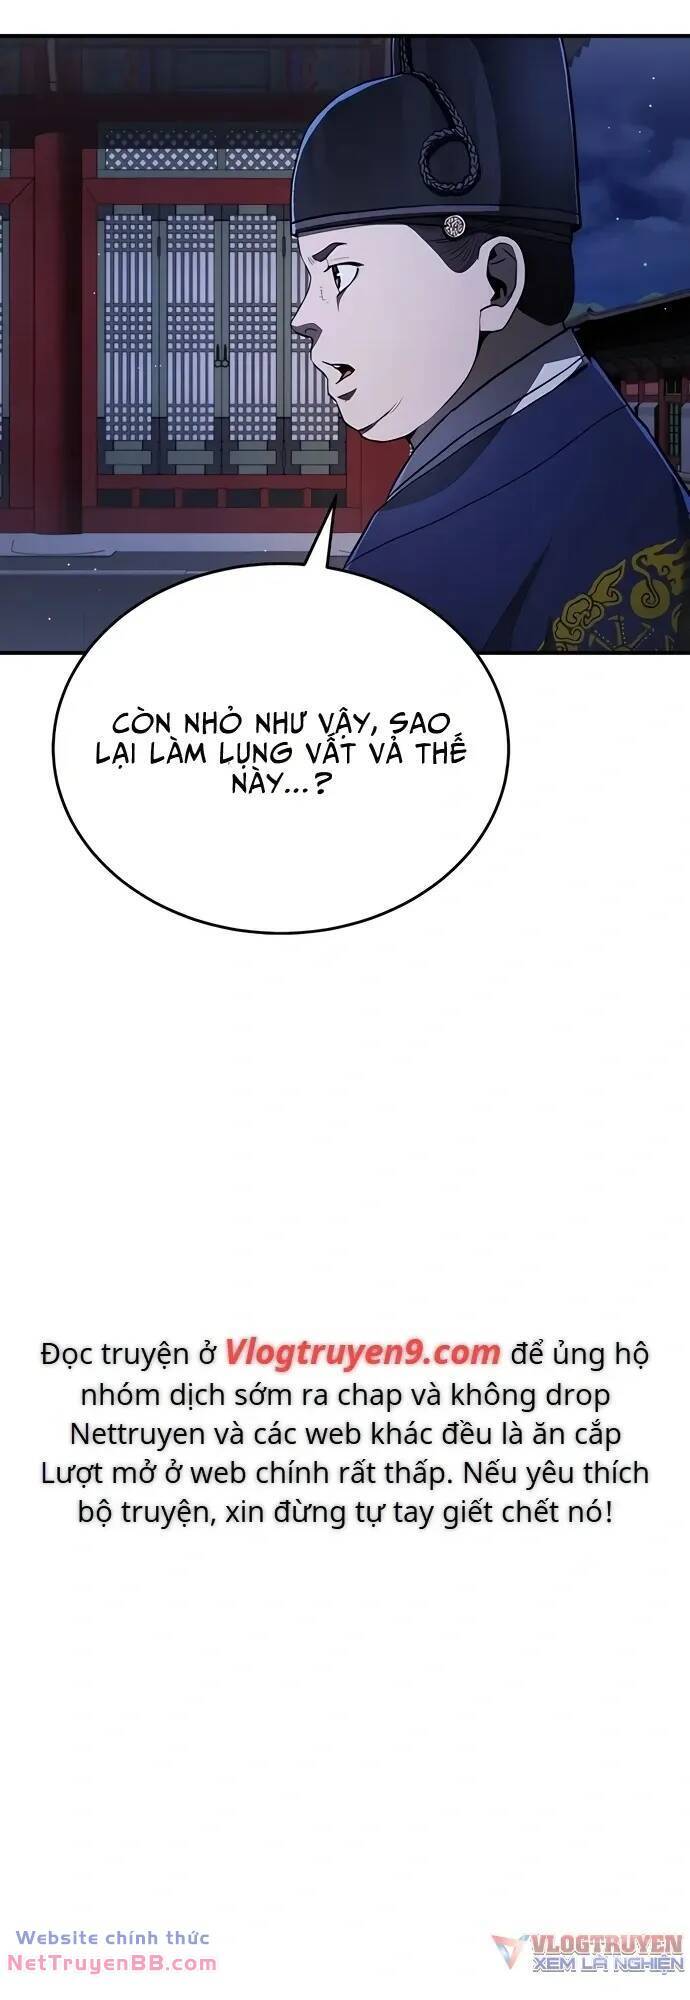 CÒN NHỎ NHƯ VẬY, SAO
LẠI LÀM LỤNG VẤT VẢ THẾ
NÀY...?
Đọc truyện ở Vlogtruyen9.com để ủng hộ
nhóm dịch sớm ra chap và không drop
Nettruyen và các web khác đều là ăn cắp
Lượt mở ở web chính rất thấp. Nếu yêu thích
bộ truyện, xin đừng tự tay giết chết nó!
Website chính thức
NetTruyenBB.com
VLOGTRUYEN
XEM LÀ NGHIỆN